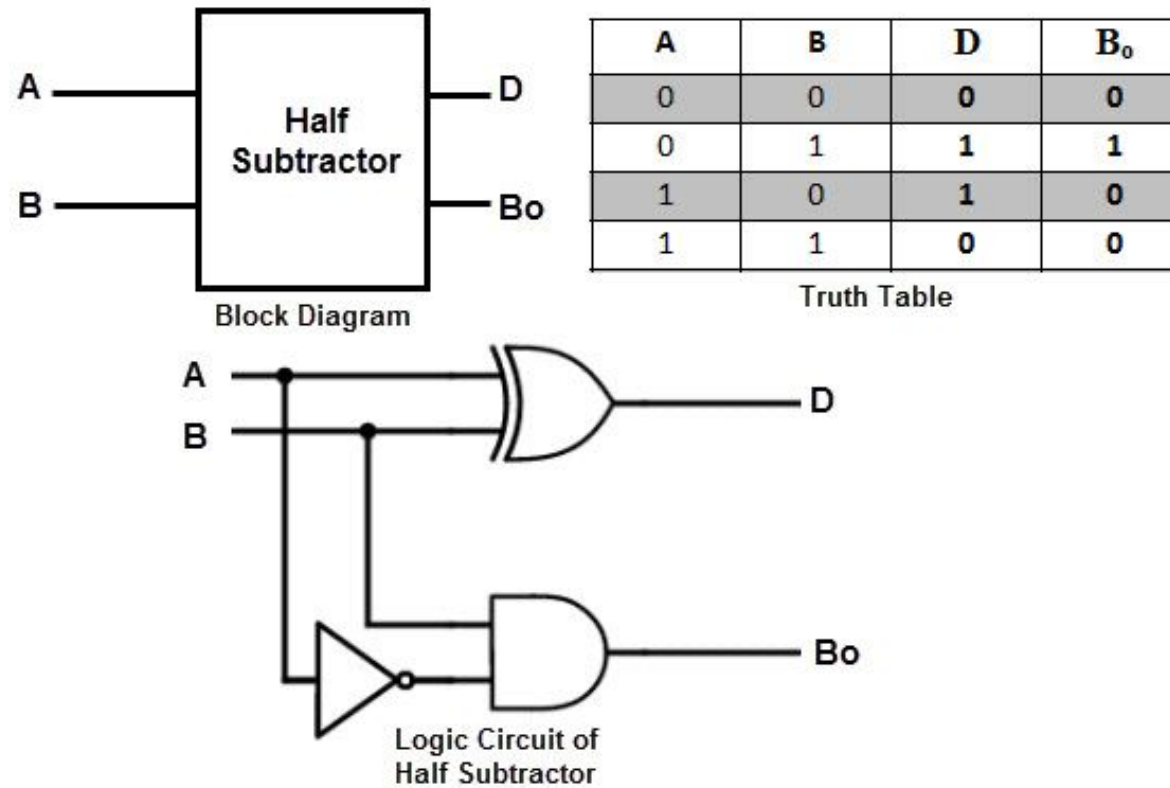 A
B
Half
Subtractor
D
Bo
Block Diagram
A B D Bₒ
0 0 0 0
0 1 1 1
1 0 1 0
1 1 0 0
Truth Table
A
B
D
Bo
Logic Circuit of
Half Subtractor